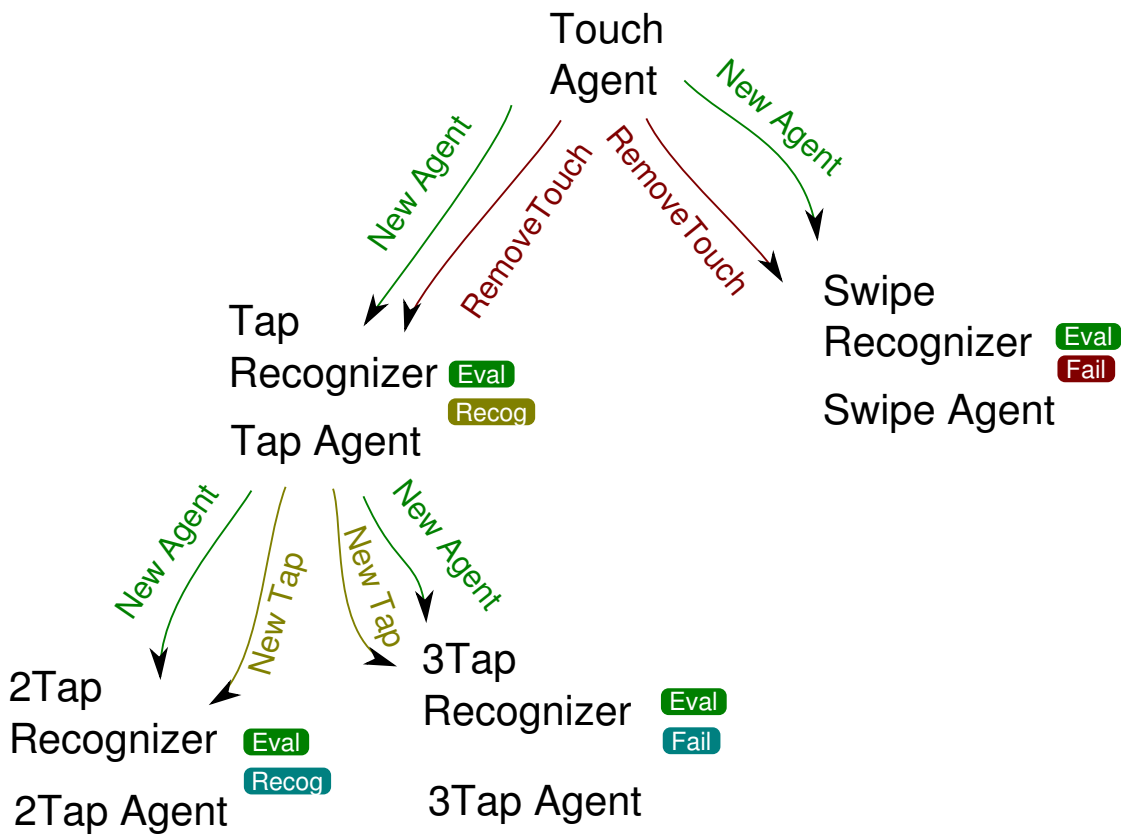 Touch
Agent
New Agent
RemoveTouch
RemoveTouch
New Agent
Tap
Recognizer
Eval
Recog
Tap Agent
Swipe
Recognizer
Eval
Fail
Swipe Agent
New Agent
New Tap
New Tap
New Agent
2Tap
Recognizer
Eval
Recog
2Tap Agent
3Tap
Recognizer
Eval
Fail
3Tap Agent